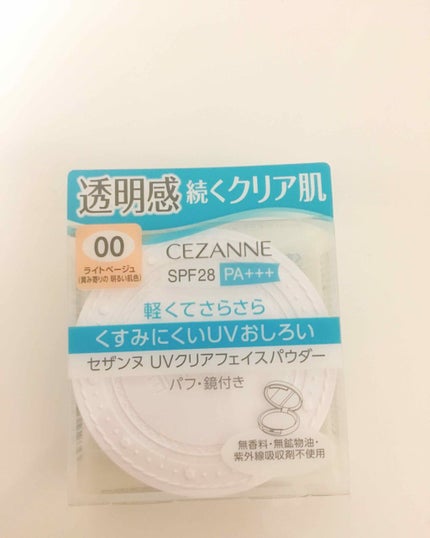 透明感 続くクリア肌
00
ライトベージュ
(黄み寄りの 明るい肌色)
CEZANNE
SPF28 PA+++
軽くてさらさら
くすみにくいUVおしろい
セザンヌ UVクリアフェイスパウダー
パフ・鏡付き
無香料・無鉱物油・
紫外線吸収剤不使用